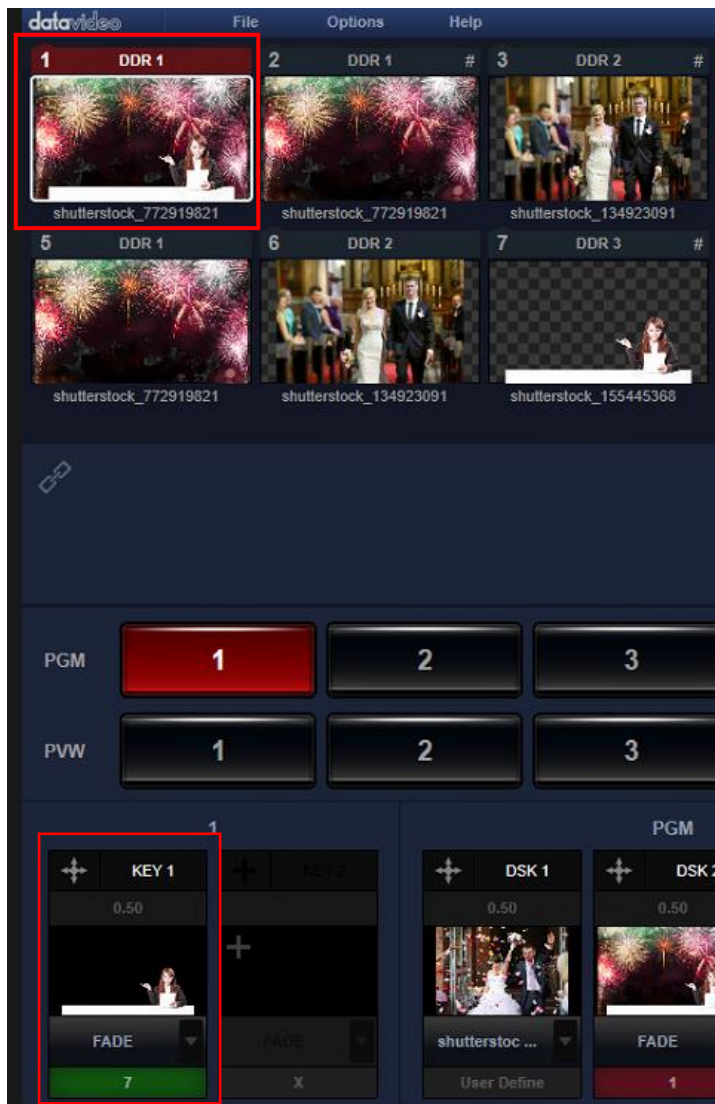 datavideo File Options Help
1 DDR 1 2 DDR 1 # 3 DDR 2 #
shutterstock_772919821 shutterstock_772919821 shutterstock_134923091
5 DDR 1 6 DDR 2 7 DDR 3 #
shutterstock_772919821 shutterstock_134923091 shutterstock_155445368
PGM 1 2 3
PVW 1 2 3
1 PGM
KEY 1 KEY 2 DSK 1 DSK 2
0.50 0.50 0.50
FADE FADE shutterstoc ... FADE
7 X User Define 1